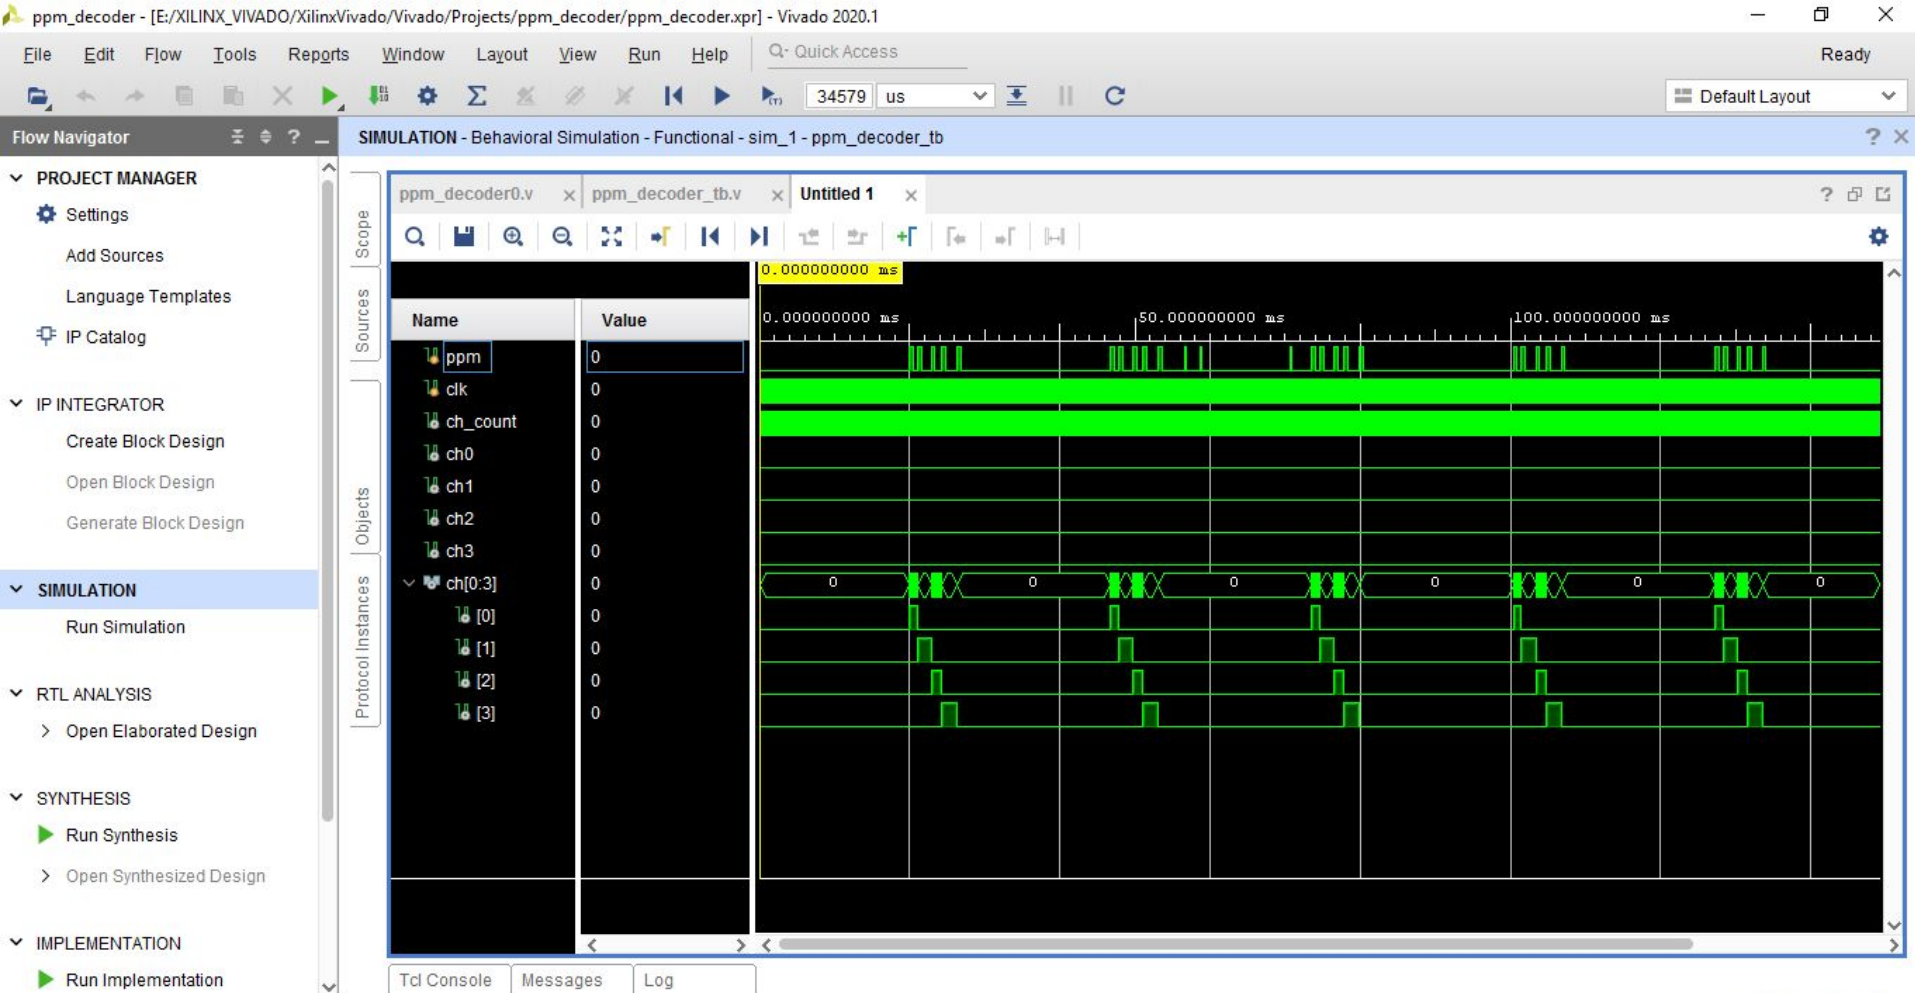 ppm_decoder - [E:/XILINX_VIVADO/XilinxVivado/Vivado/Projects/ppm_decoder/ppm_decoder.xpr] - Vivado 2020.1
File Edit Flow Tools Reports Window Layout View Run Help Quick Access Ready
34579 us Default Layout
Flow Navigator
SIMULATION - Behavioral Simulation - Functional - sim_1 - ppm_decoder_tb
PROJECT MANAGER
Settings
Add Sources
Language Templates
IP Catalog
IP INTEGRATOR
Create Block Design
Open Block Design
Generate Block Design
SIMULATION
Run Simulation
RTL ANALYSIS
Open Elaborated Design
SYNTHESIS
Run Synthesis
Open Synthesized Design
IMPLEMENTATION
Run Implementation
Scope
Sources
Objects
Protocol Instances
ppm_decoder0.v ppm_decoder_tb.v Untitled 1
0.000000000 ms
Name Value
0.000000000 ms 50.000000000 ms 100.000000000 ms
ppm 0
clk 0
ch_count 0
ch0 0
ch1 0
ch2 0
ch3 0
ch[0:3] 0 0 0 0 0 0 0
[0] 0
[1] 0
[2] 0
[3] 0
Tcl Console Messages Log